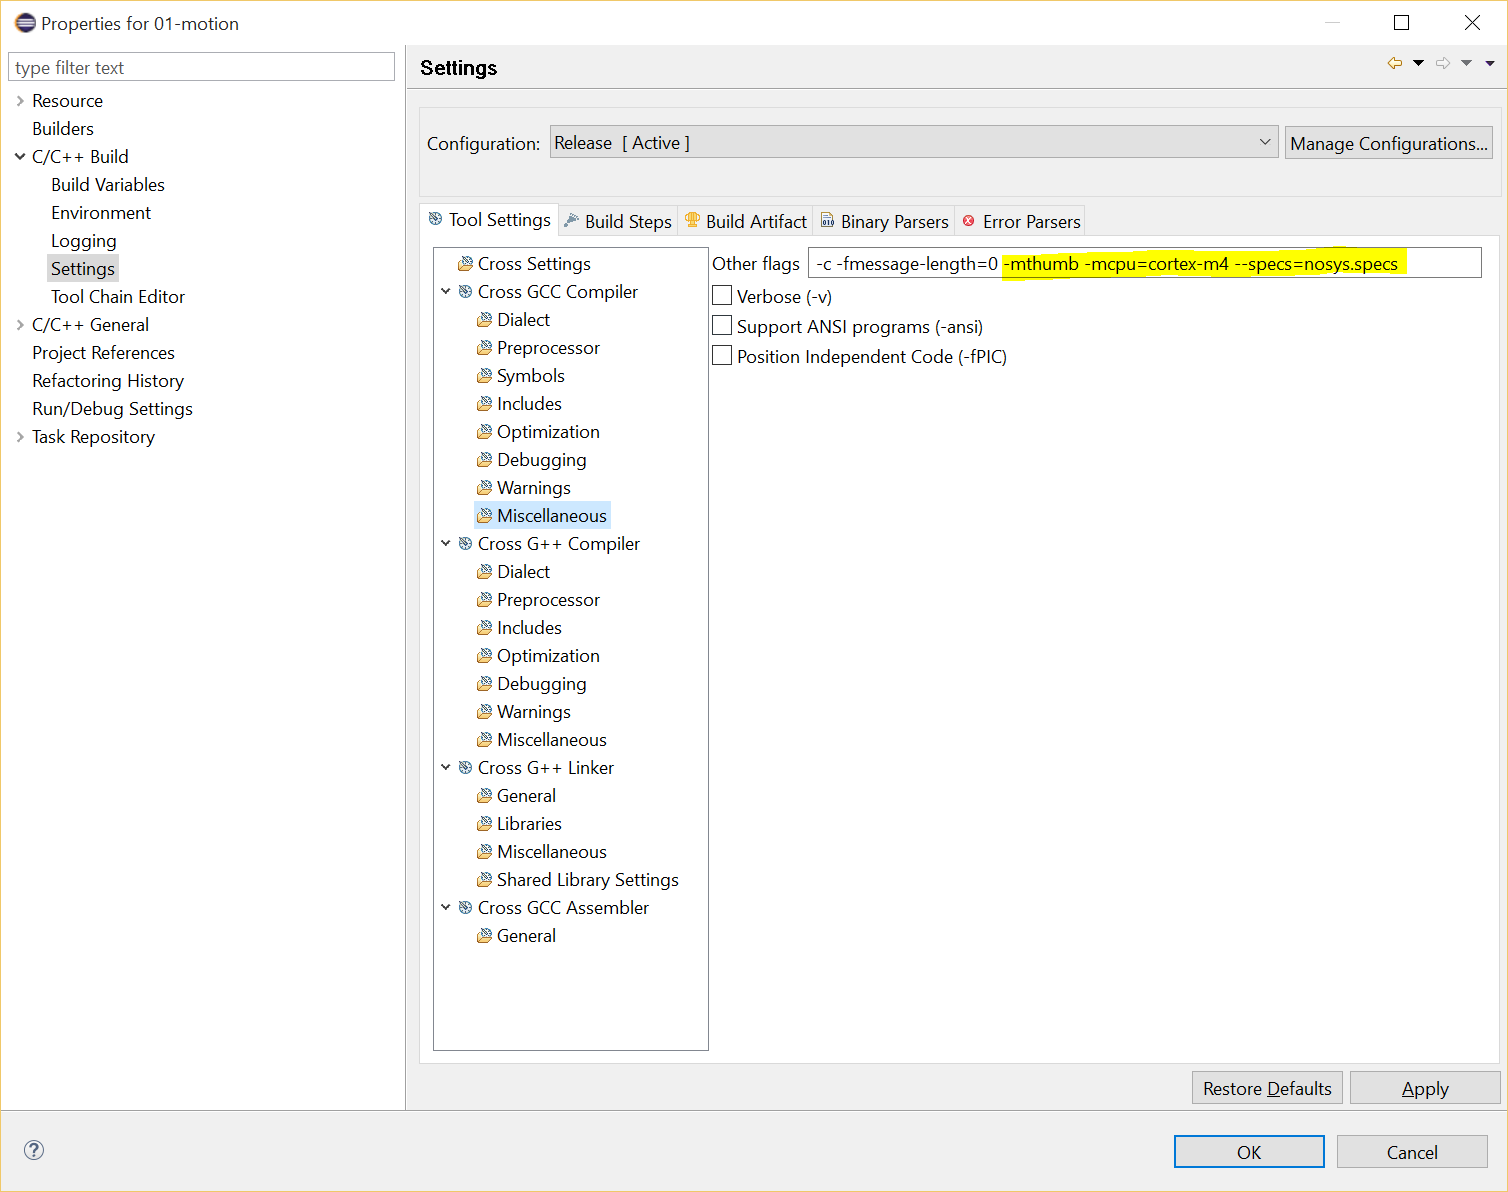 Properties for 01-motion
type filter text
Resource
Builders
C/C++ Build
Build Variables
Environment
Logging
Settings
Tool Chain Editor
C/C++ General
Project References
Refactoring History
Run/Debug Settings
Task Repository
Settings
Configuration: Release [ Active ] Manage Configurations...
Tool Settings Build Steps Build Artifact Binary Parsers Error Parsers
Cross Settings
Cross GCC Compiler
Dialect
Preprocessor
Symbols
Includes
Optimization
Debugging
Warnings
Miscellaneous
Cross G++ Compiler
Dialect
Preprocessor
Includes
Optimization
Debugging
Warnings
Miscellaneous
Cross G++ Linker
General
Libraries
Miscellaneous
Shared Library Settings
Cross GCC Assembler
General
Other flags -c -fmessage-length=0 -mthumb -mcpu=cortex-m4 --specs=nosys.specs
Verbose (-v)
Support ANSI programs (-ansi)
Position Independent Code (-fPIC)
Restore Defaults Apply
OK Cancel